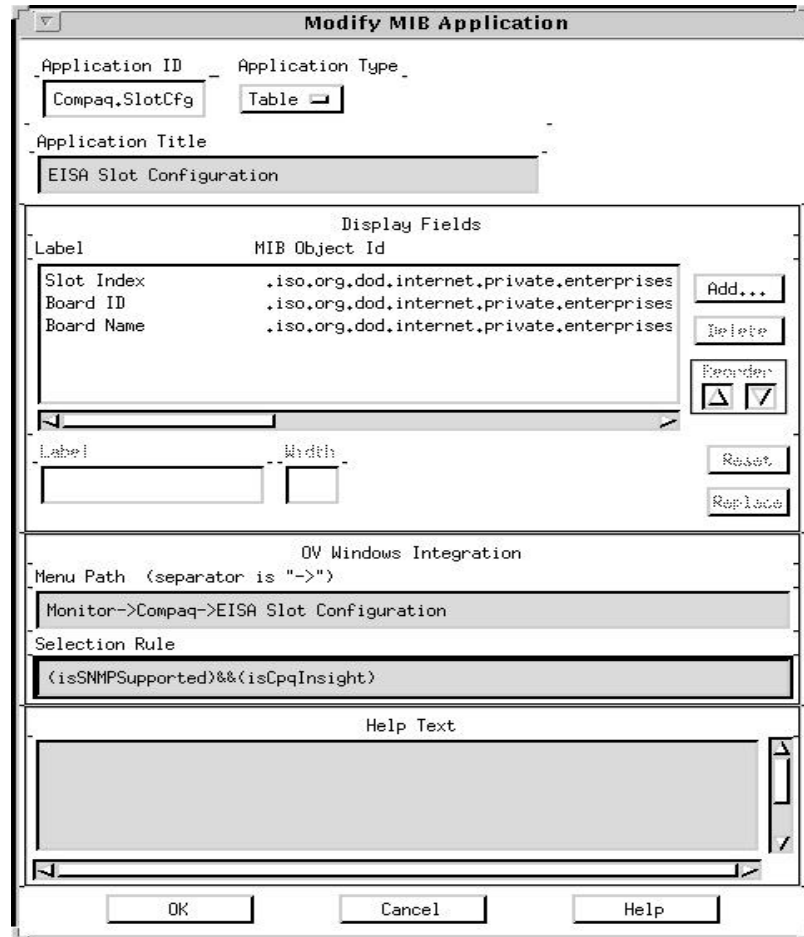 Modify MIB Application
Application ID Application Type
Compaq.SlotCfg Table
Application Title
EISA Slot Configuration
Display Fields
Label MIB Object Id
Slot Index .iso.org.dod.internet.private.enterprises
Board ID .iso.org.dod.internet.private.enterprises
Board Name .iso.org.dod.internet.private.enterprises
Add...
Delete
Reorder
Label Width
Reset
Replace
OV Windows Integration
Menu Path (separator is "->")
Monitor->Compaq->EISA Slot Configuration
Selection Rule
(isSNMPSupported)&&(isCpqInsight)
Help Text
OK Cancel Help